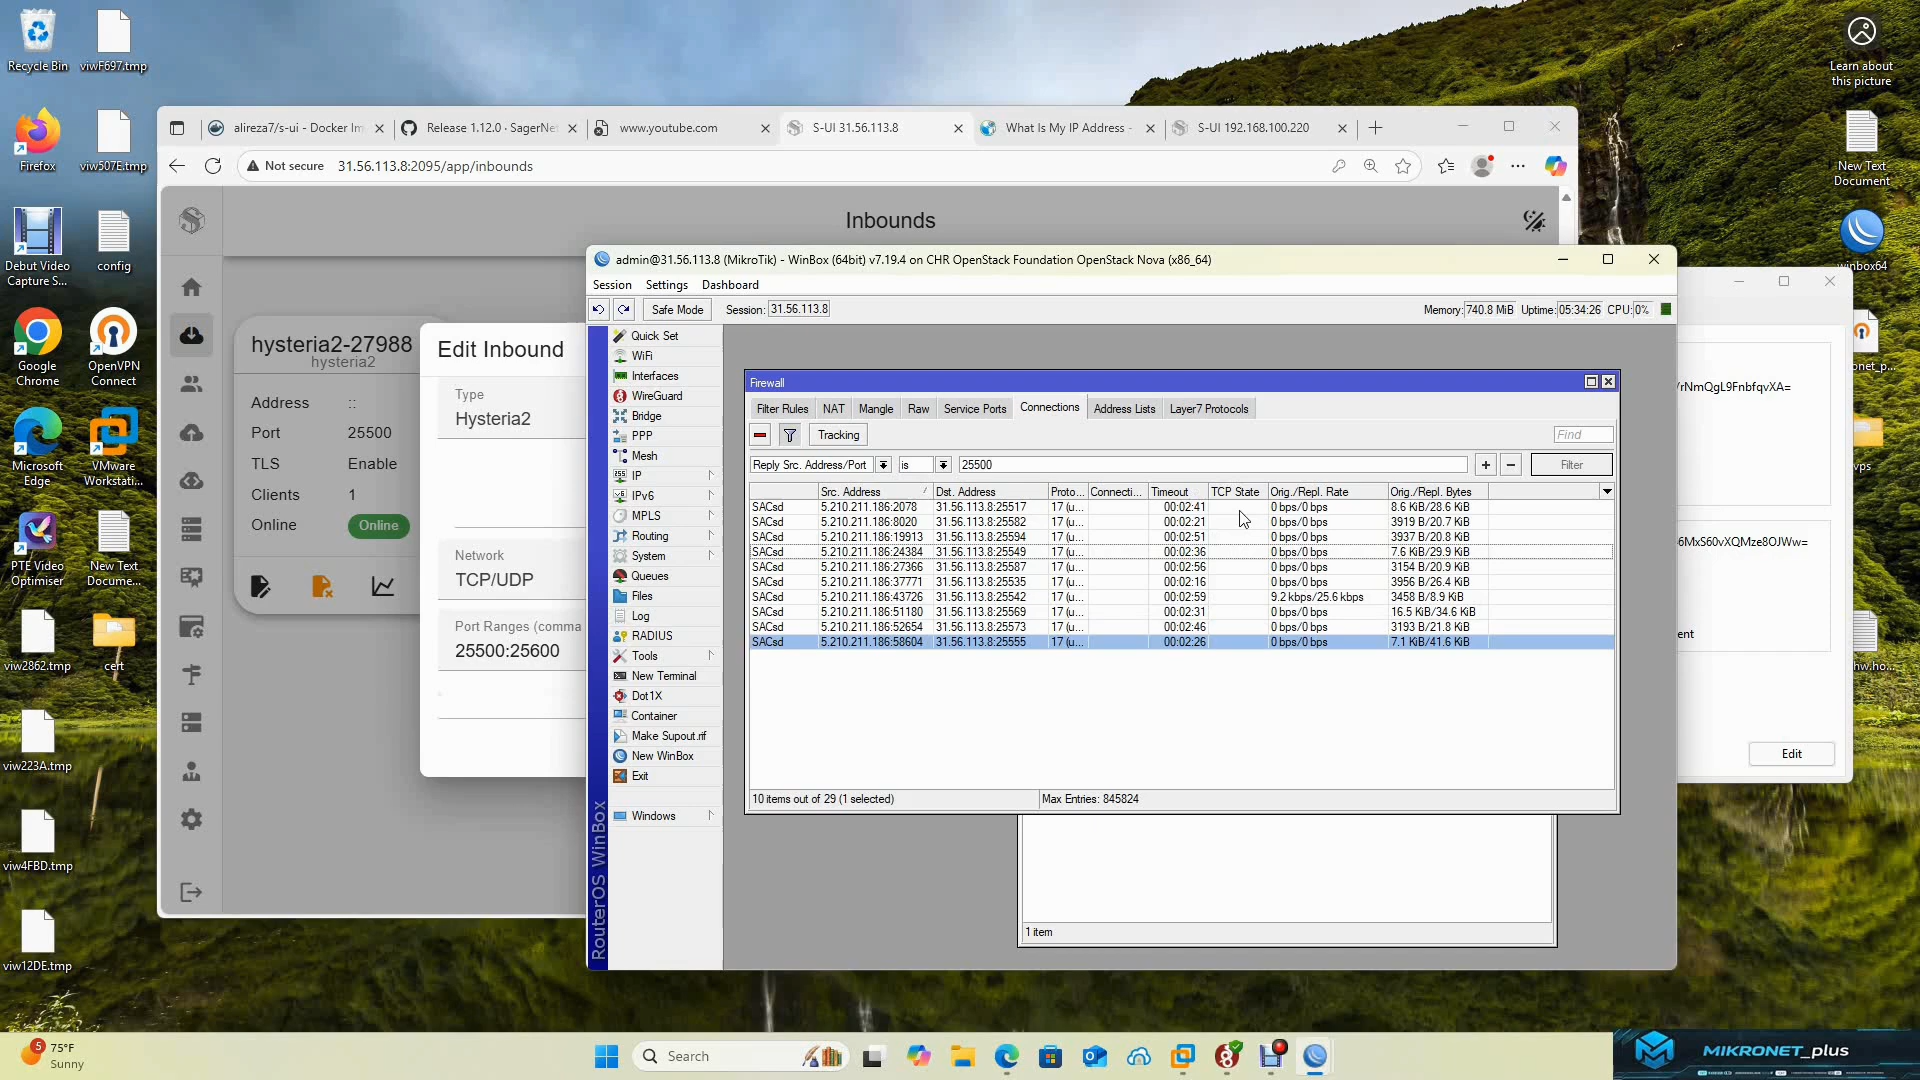 Recycle Bin
viwF697.tmp
Firefox
viw507E.tmp
Debut Video
Capture S...
config
Google
Chrome
OpenVPN
Connect
Microsoft
Edge
VMware
Workstati...
PTE Video
Optimiser
New Text
Docume...
viw2862.tmp
cert
viw223A.tmp
viw4FBD.tmp
viw12DE.tmp
Learn about
this picture
New Text
Document
winbox64
alireza7/s-ui - Docker Im
Release 1.12.0 · SagerNe
www.youtube.com
S-UI 31.56.113.8
What Is My IP Address -
S-UI 192.168.100.220
Not secure
31.56.113.8:2095/app/inbounds
Inbounds
hysteria2-27988
hysteria2
Address
::
Port
25500
TLS
Enable
Clients
1
Online
Online
Edit Inbound
Type
Hysteria2
Network
TCP/UDP
Port Ranges (comma
25500:25600
admin@31.56.113.8 (MikroTik) - WinBox (64bit) v7.19.4 on CHR OpenStack Foundation OpenStack Nova (x86_64)
Session Settings Dashboard
Safe Mode
Session: 31.56.113.8
Memory: 740.8 MiB Uptime: 05:34:26 CPU: 0%
Quick Set
WiFi
Interfaces
WireGuard
Bridge
PPP
Mesh
IP
IPv6
MPLS
Routing
System
Queues
Files
Log
RADIUS
Tools
New Terminal
Dot1X
Container
Make Supout.rif
New WinBox
Exit
Windows
RouterOS WinBox
Firewall
Filter Rules NAT Mangle Raw Service Ports Connections Address Lists Layer7 Protocols
Tracking
Find
Reply Src. Address/Port is 25500 + − Filter
Src. Address Dst. Address Proto... Connecti... Timeout TCP State Orig./Repl. Rate Orig./Repl. Bytes
SACsd 5.210.211.186:2078 31.56.113.8:25517 17 (u... 00:02:41 0 bps/0 bps 8.6 KiB/28.6 KiB
SACsd 5.210.211.186:8020 31.56.113.8:25582 17 (u... 00:02:21 0 bps/0 bps 3919 B/20.7 KiB
SACsd 5.210.211.186:19913 31.56.113.8:25594 17 (u... 00:02:51 0 bps/0 bps 3937 B/20.8 KiB
SACsd 5.210.211.186:24384 31.56.113.8:25549 17 (u... 00:02:36 0 bps/0 bps 7.6 KiB/29.9 KiB
SACsd 5.210.211.186:27366 31.56.113.8:25587 17 (u... 00:02:56 0 bps/0 bps 3154 B/20.9 KiB
SACsd 5.210.211.186:37771 31.56.113.8:25535 17 (u... 00:02:16 0 bps/0 bps 3956 B/26.4 KiB
SACsd 5.210.211.186:43726 31.56.113.8:25542 17 (u... 00:02:59 9.2 kbps/25.6 kbps 3458 B/8.9 KiB
SACsd 5.210.211.186:51180 31.56.113.8:25569 17 (u... 00:02:31 0 bps/0 bps 16.5 KiB/34.6 KiB
SACsd 5.210.211.186:52654 31.56.113.8:25573 17 (u... 00:02:46 0 bps/0 bps 3193 B/21.8 KiB
SACsd 5.210.211.186:58604 31.56.113.8:25555 17 (u... 00:02:26 0 bps/0 bps 7.1 KiB/41.6 KiB
10 items out of 29 (1 selected)
Max Entries: 845824
1 item
rNmQgL9FnbfqvXA=
6MxS60vXQMze8OJWw=
ent
Edit
onet_p...
vps
hw.ho...
5
75°F
Sunny
Search
MIKRONET_plus